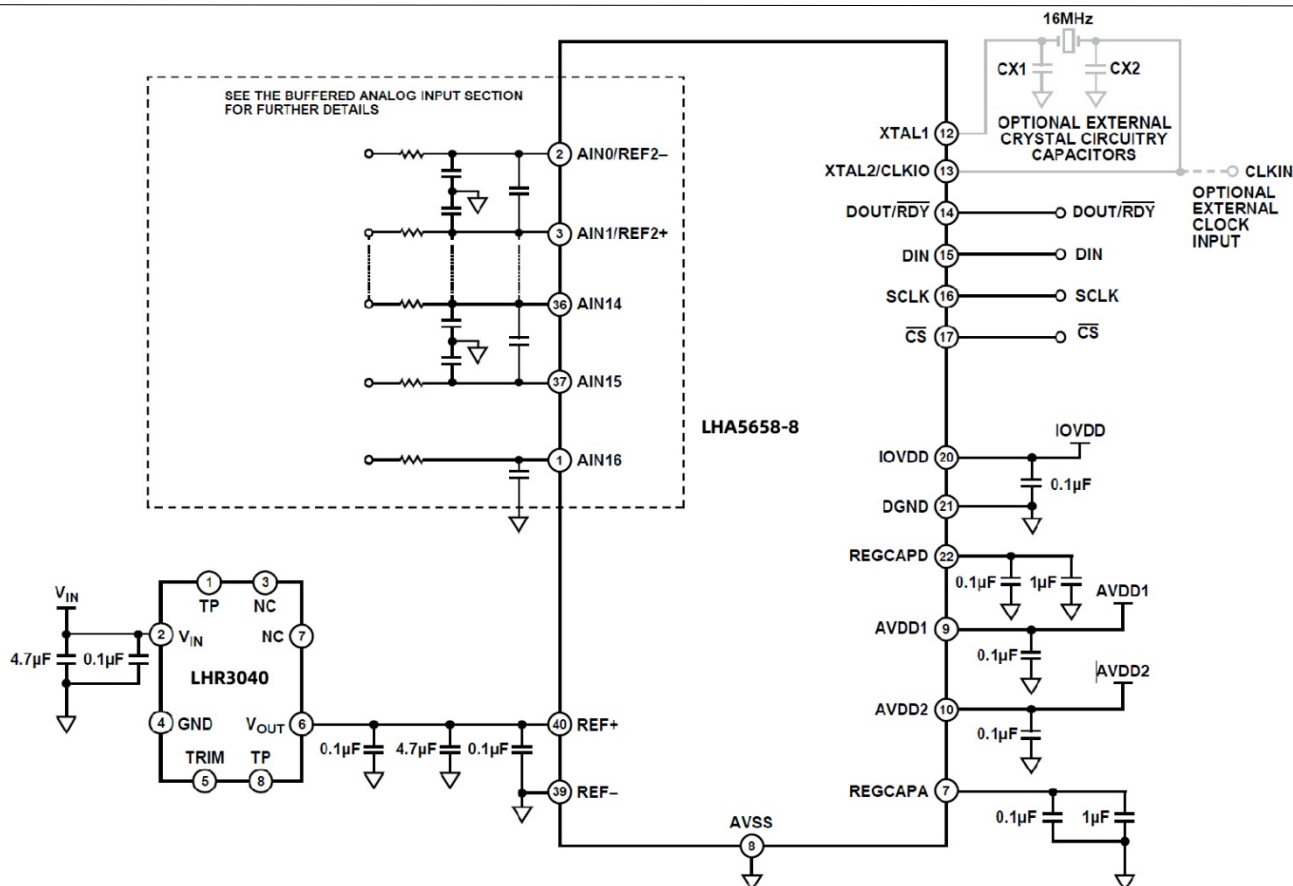 16MHz
CX1
CX2
OPTIONAL EXTERNAL
CRYSTAL CIRCUITRY
CAPACITORS
SEE THE BUFFERED ANALOG INPUT SECTION
FOR FURTHER DETAILS
2 AIN0/REF2–
3 AIN1/REF2+
36 AIN14
37 AIN15
1 AIN16
LHA5658-8
XTAL1 12
XTAL2/CLKIO 13
CLKIN
OPTIONAL
EXTERNAL
CLOCK
INPUT
DOUT/RDY 14 DOUT/RDY
DIN 15 DIN
SCLK 16 SCLK
CS 17 CS
IOVDD
IOVDD 20
0.1µF
DGND 21
REGCAPD 22
0.1µF 1µF
AVDD1
AVDD1 9
0.1µF
AVDD2
AVDD2 10
0.1µF
REGCAPA 7
0.1µF 1µF
VIN
4.7µF 0.1µF
1 3
TP NC
2 VIN
NC 7
LHR3040
4 GND
VOUT 6
TRIM TP
5 8
0.1µF 4.7µF 0.1µF
40 REF+
39 REF–
AVSS
8